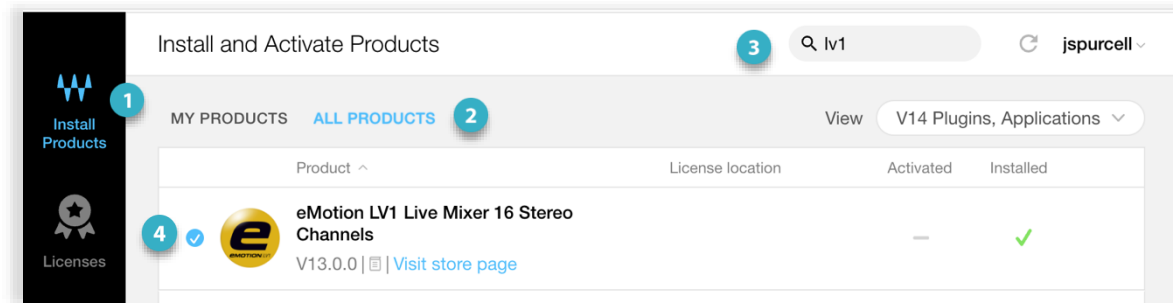 Install and Activate Products
3
lv1
jspurcell
1
Install
Products
MY PRODUCTS
ALL PRODUCTS
2
View
V14 Plugins, Applications
Product
License location
Activated
Installed
4
e
EMOTION LV1
eMotion LV1 Live Mixer 16 Stereo
Channels
V13.0.0 | | Visit store page
Licenses